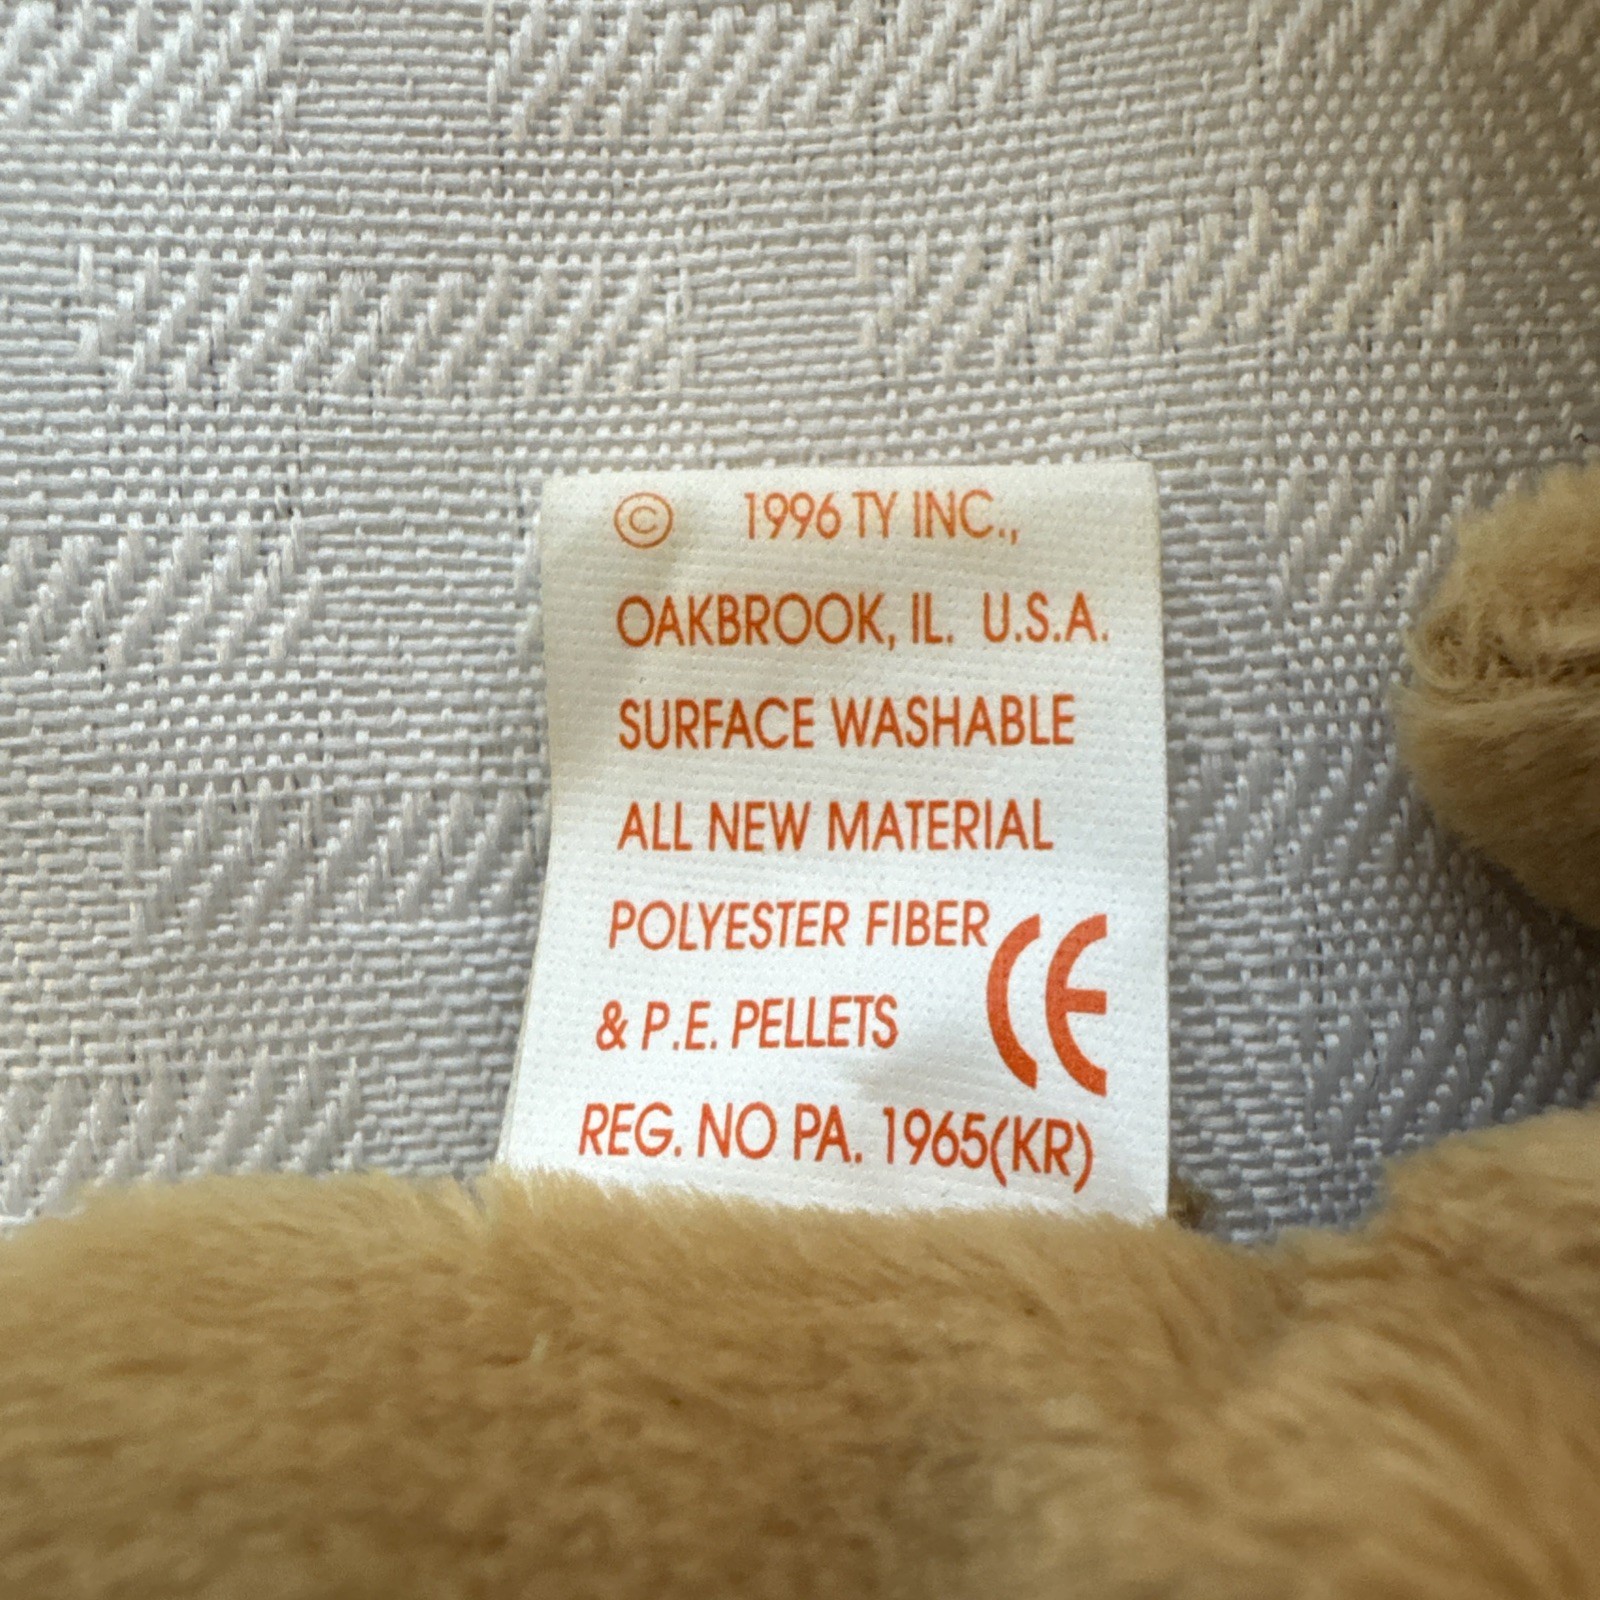 © 1996 TY INC.,
OAKBROOK, IL. U.S.A.
SURFACE WASHABLE
ALL NEW MATERIAL
POLYESTER FIBER
& P.E. PELLETS CE
REG. NO PA. 1965(KR)